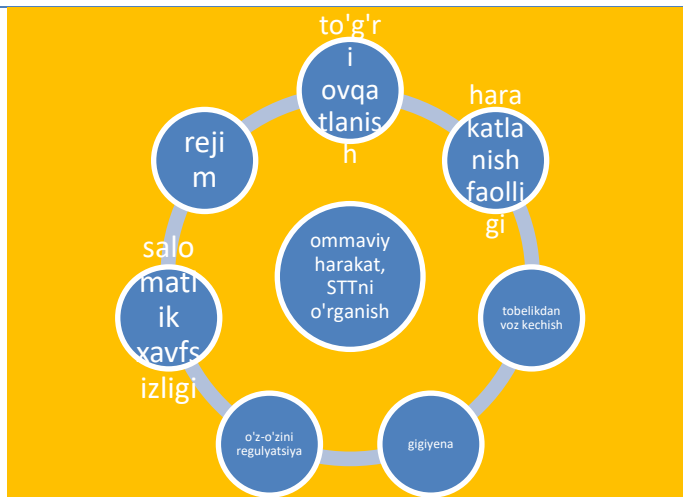 to'g'r
i
ovqa
tlanis
h
hara
katla
nish
faolli
gi
tobelikdan
voz kechish
gigiyena
o'z-o'zini
regulyatsiya
salo
matl
ik
xavfs
izligi
reji
m
ommaviy
harakat,
STTni
o'rganish